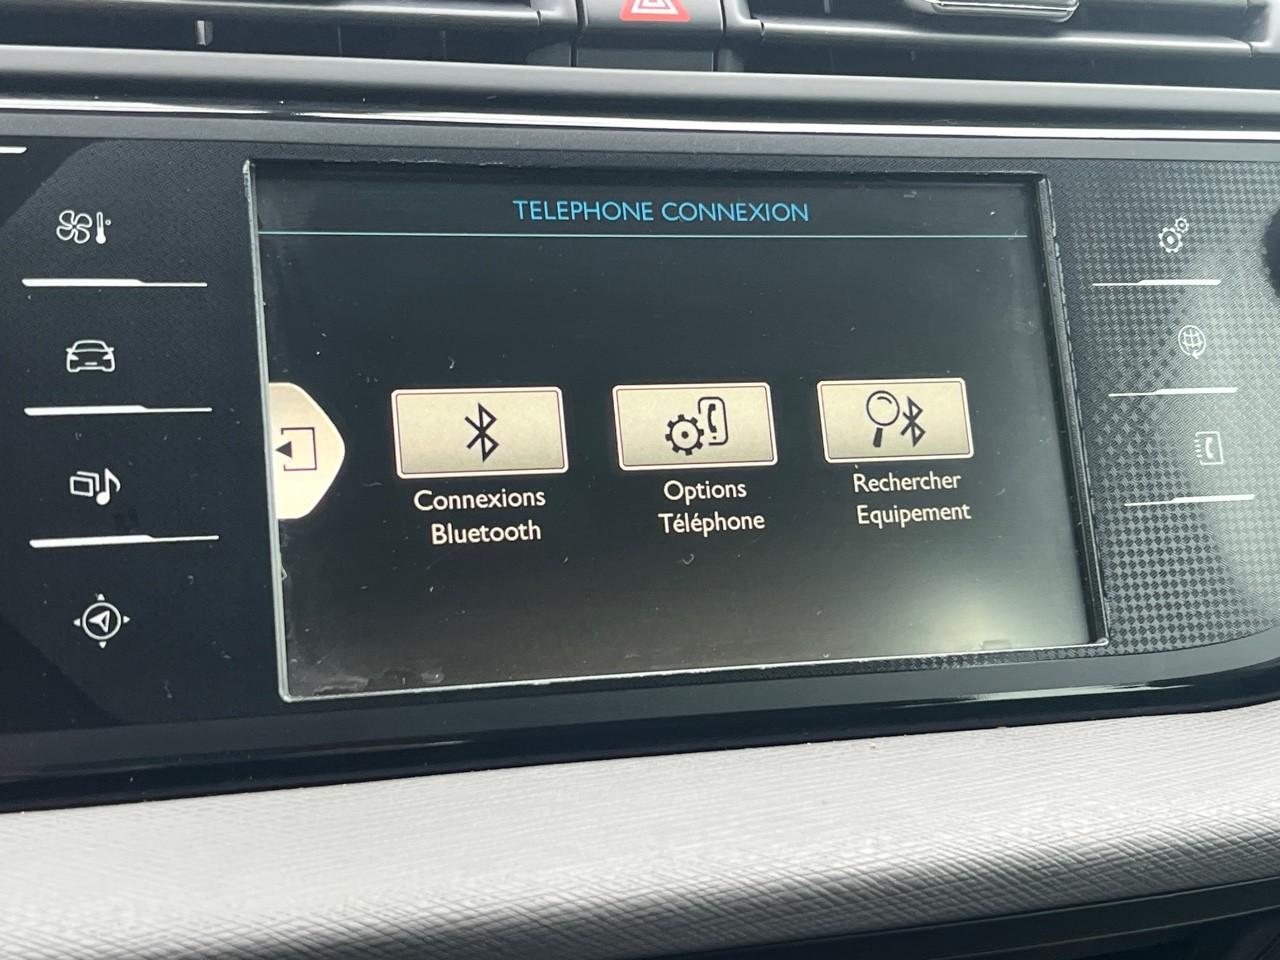 TELEPHONE CONNEXION
Connexions
Bluetooth
Options
Téléphone
Rechercher
Equipement